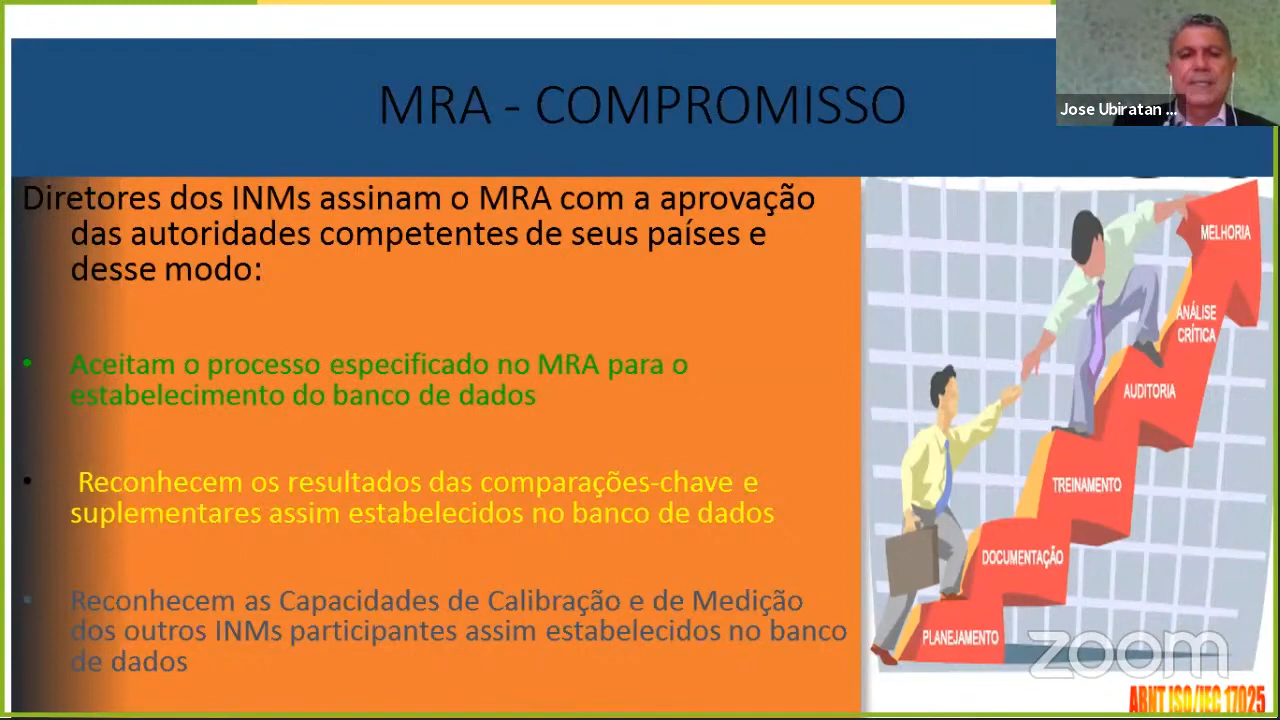 MRA - COMPROMISSO
Jose Ubiratan ...
Diretores dos INMs assinam o MRA com a aprovação
das autoridades competentes de seus países e
desse modo:
• Aceitam o processo especificado no MRA para o
estabelecimento do banco de dados
• Reconhecem os resultados das comparações-chave e
suplementares assim estabelecidos no banco de dados
• Reconhecem as Capacidades de Calibração e de Medição
dos outros INMs participantes assim estabelecidos no banco
de dados
MELHORIA
ANÁLISE
CRÍTICA
AUDITORIA
TREINAMENTO
DOCUMENTAÇÃO
PLANEJAMENTO
zoom
ABNT ISO/IEC 17025